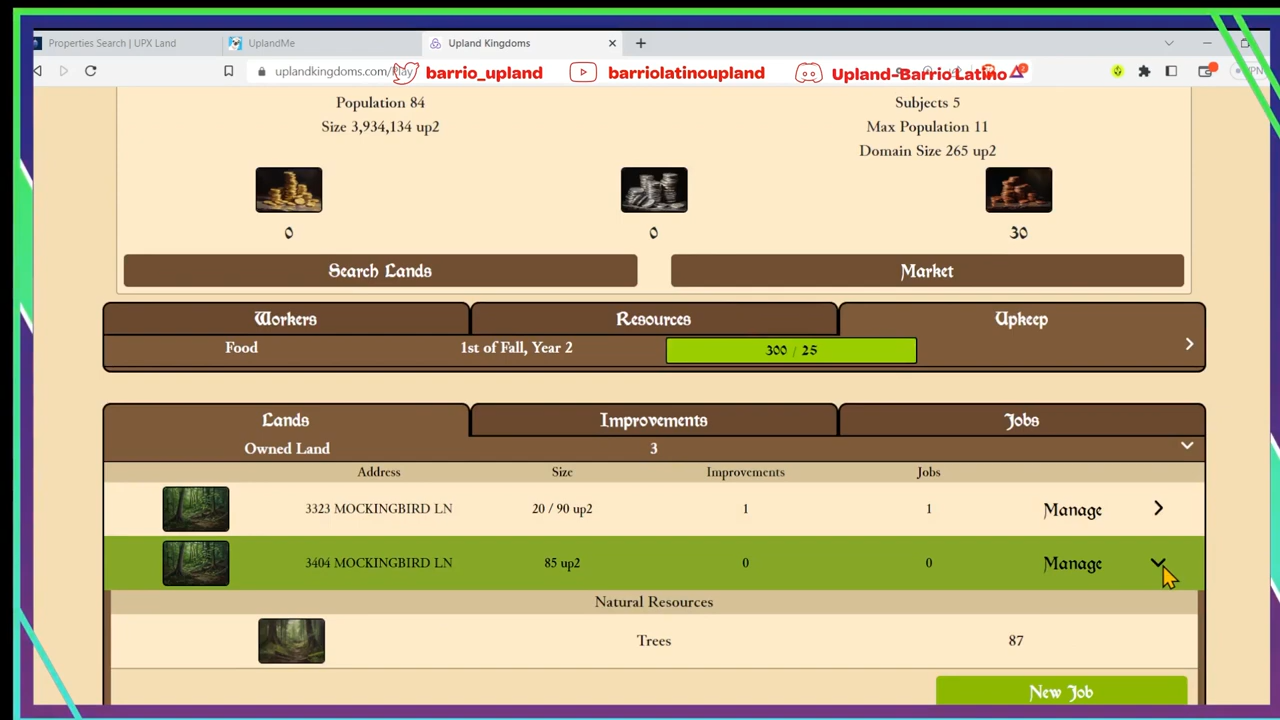 Properties Search | UPX Land
UplandMe
Upland Kingdoms
uplandkingdoms.com/Play
barrio_upland
barriolatinoupland
Upland-Barrio Latino
VPN
Population 84
Subjects 5
Size 3,934,134 up2
Max Population 11
Domain Size 265 up2
0
0
30
Search Lands
Market
Workers
Resources
Upkeep
Food
1st of Fall, Year 2
300 / 25
Lands
Improvements
Jobs
Owned Land
3
Address
Size
Improvements
Jobs
3323 MOCKINGBIRD LN
20 / 90 up2
1
1
Manage
3404 MOCKINGBIRD LN
85 up2
0
0
Manage
Natural Resources
Trees
87
New Job